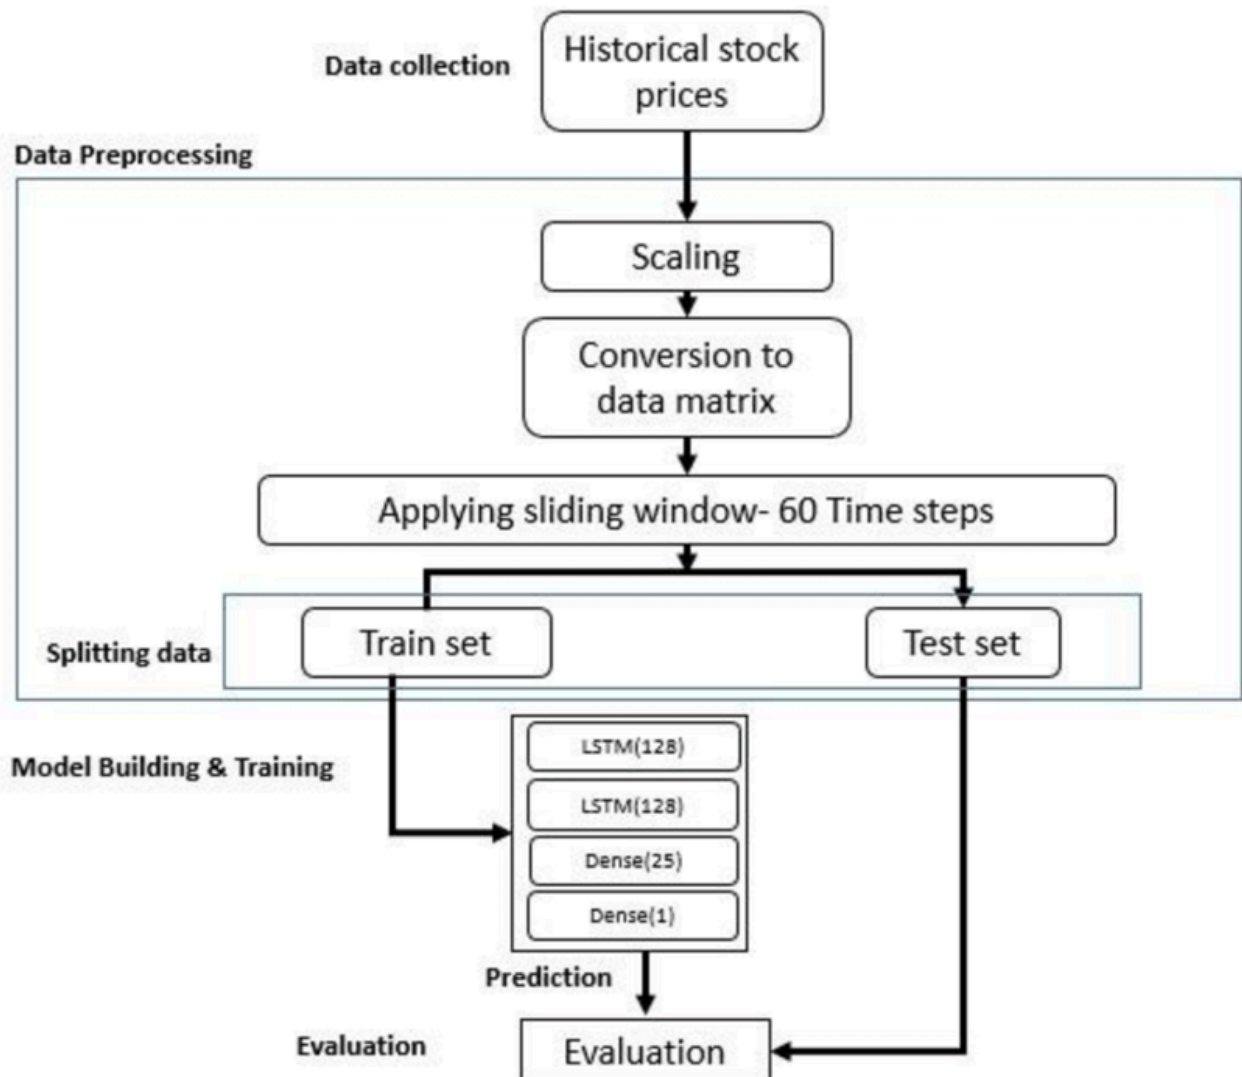 Data collection
Historical stock
prices
Data Preprocessing
Scaling
Conversion to
data matrix
Applying sliding window- 60 Time steps
Splitting data
Train set
Test set
Model Building & Training
LSTM(128)
LSTM(128)
Dense(25)
Dense(1)
Prediction
Evaluation
Evaluation